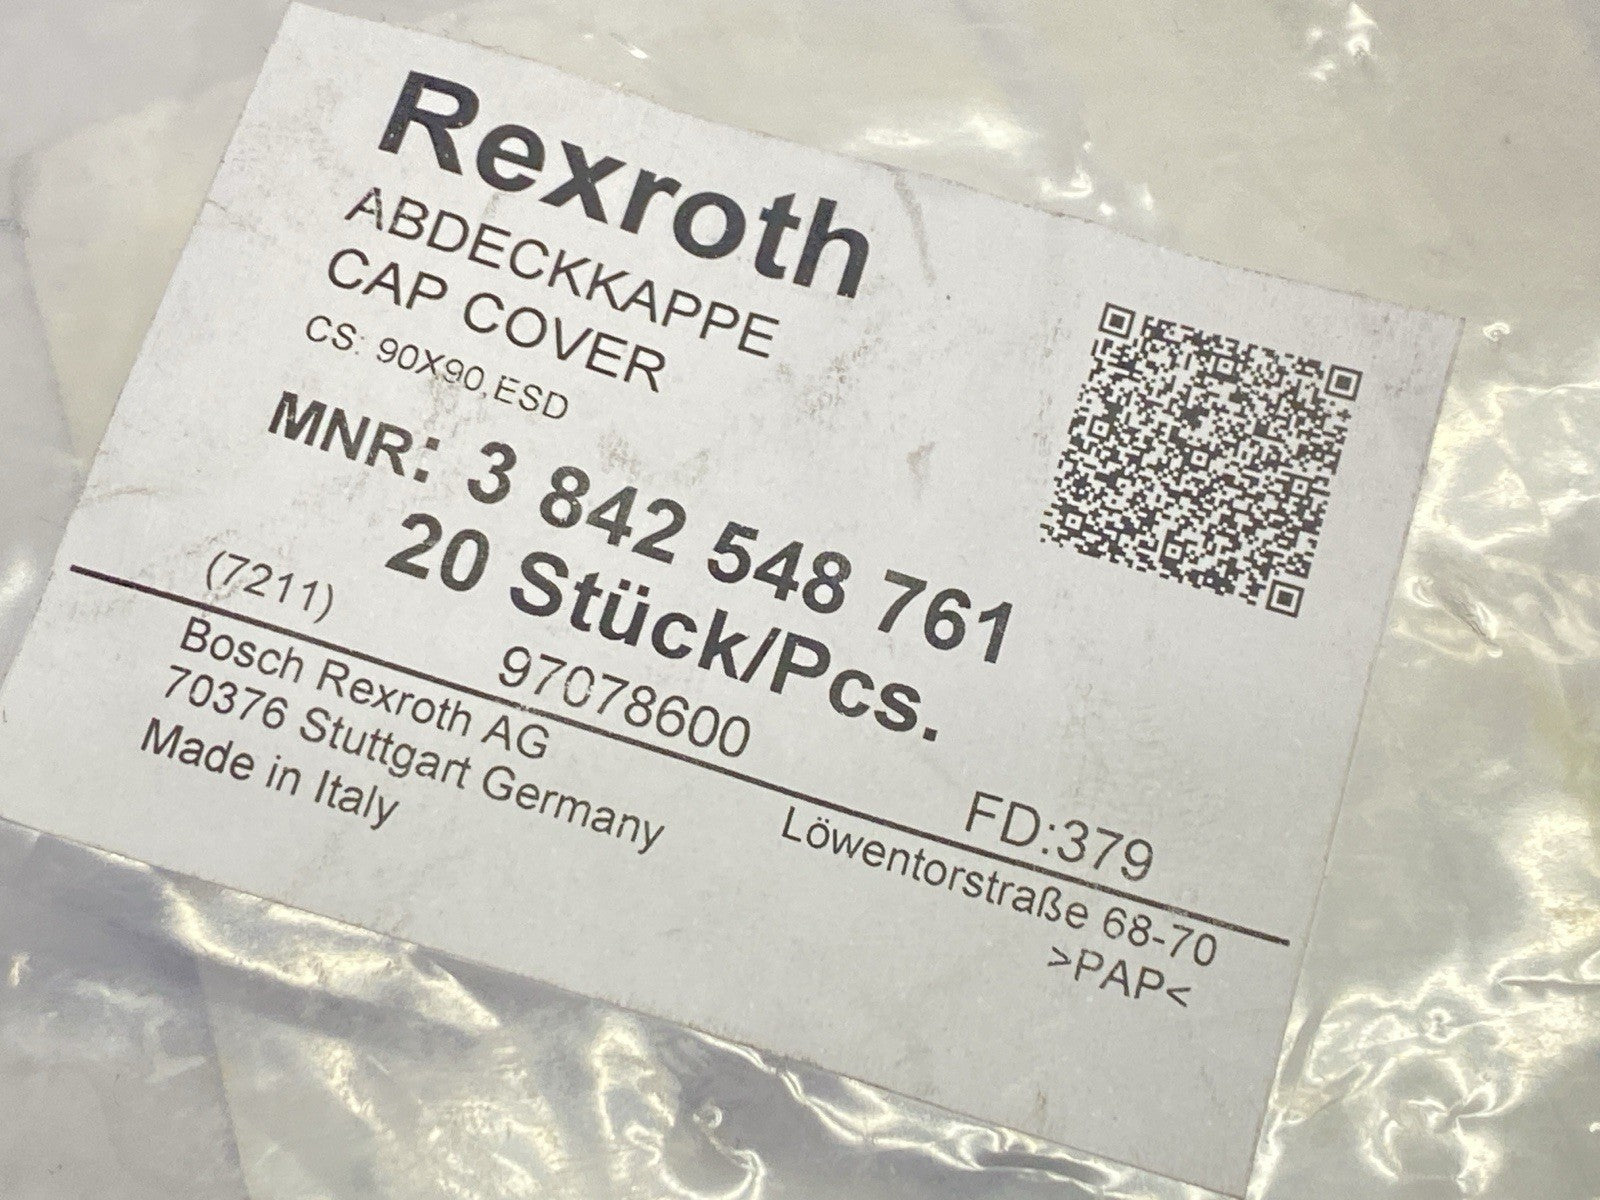 Rexroth
ABDECKKAPPE
CAP COVER
CS: 90X90,ESD
MNR: 3 842 548 761
20 Stück/Pcs.
(7211)
97078600
FD:379
Bosch Rexroth AG
Löwentorstraße 68-70
70376 Stuttgart Germany
>PAP<
Made in Italy